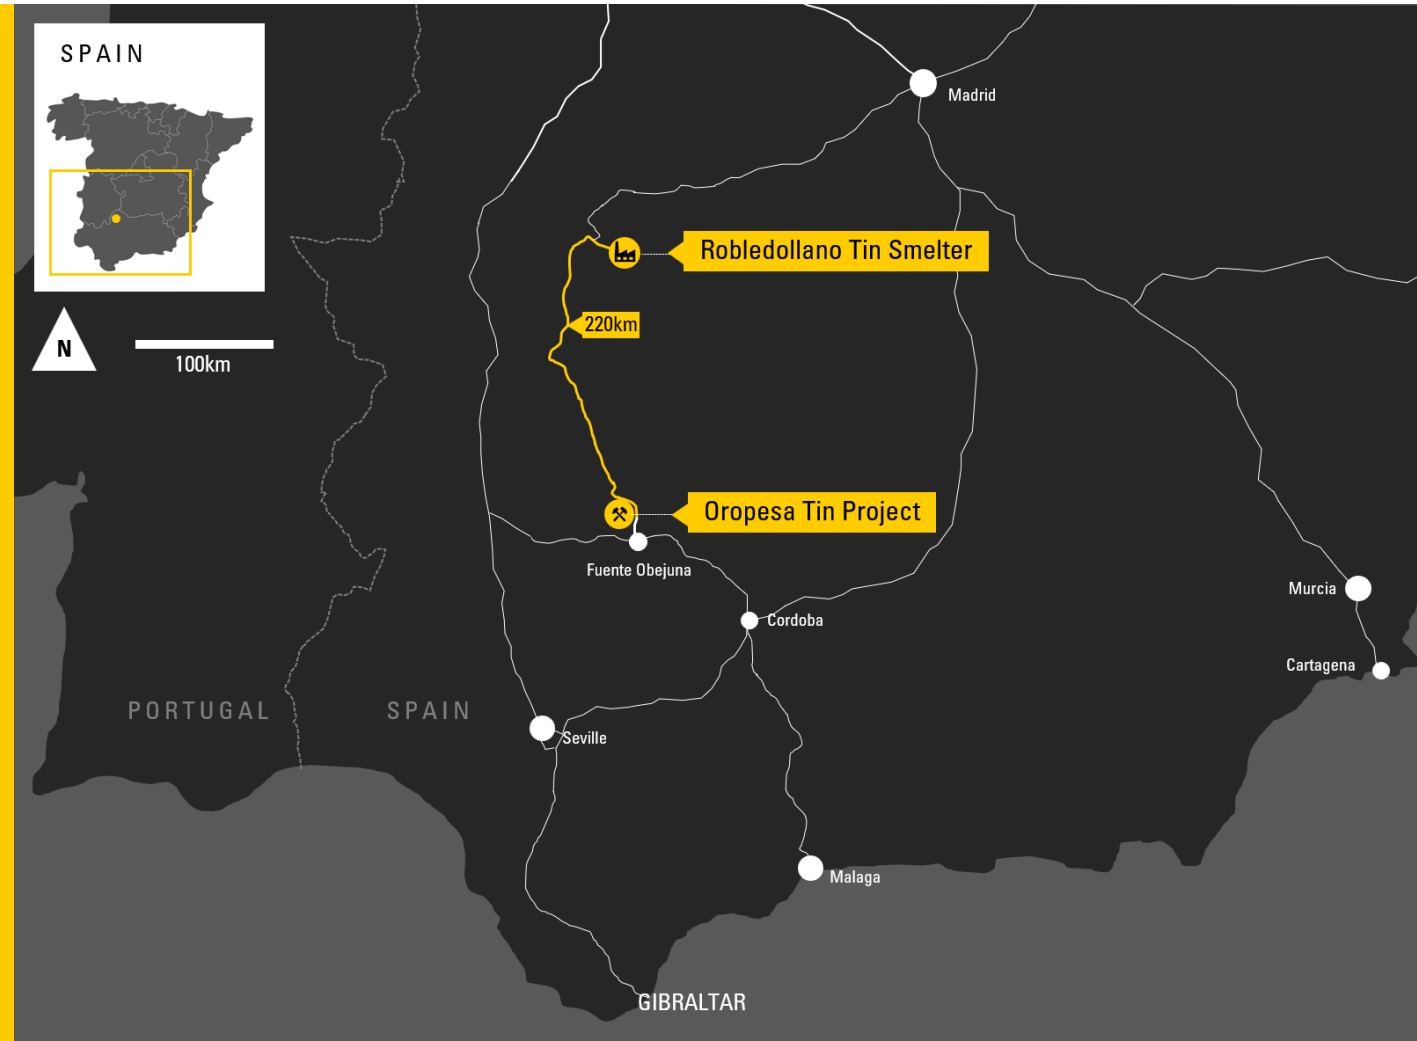 SPAIN
Madrid
Robledollano Tin Smelter
220km
N
100km
Oropesa Tin Project
Fuente Obejuna
Murcia
Cordoba
Cartagena
PORTUGAL
SPAIN
Seville
Malaga
GIBRALTAR